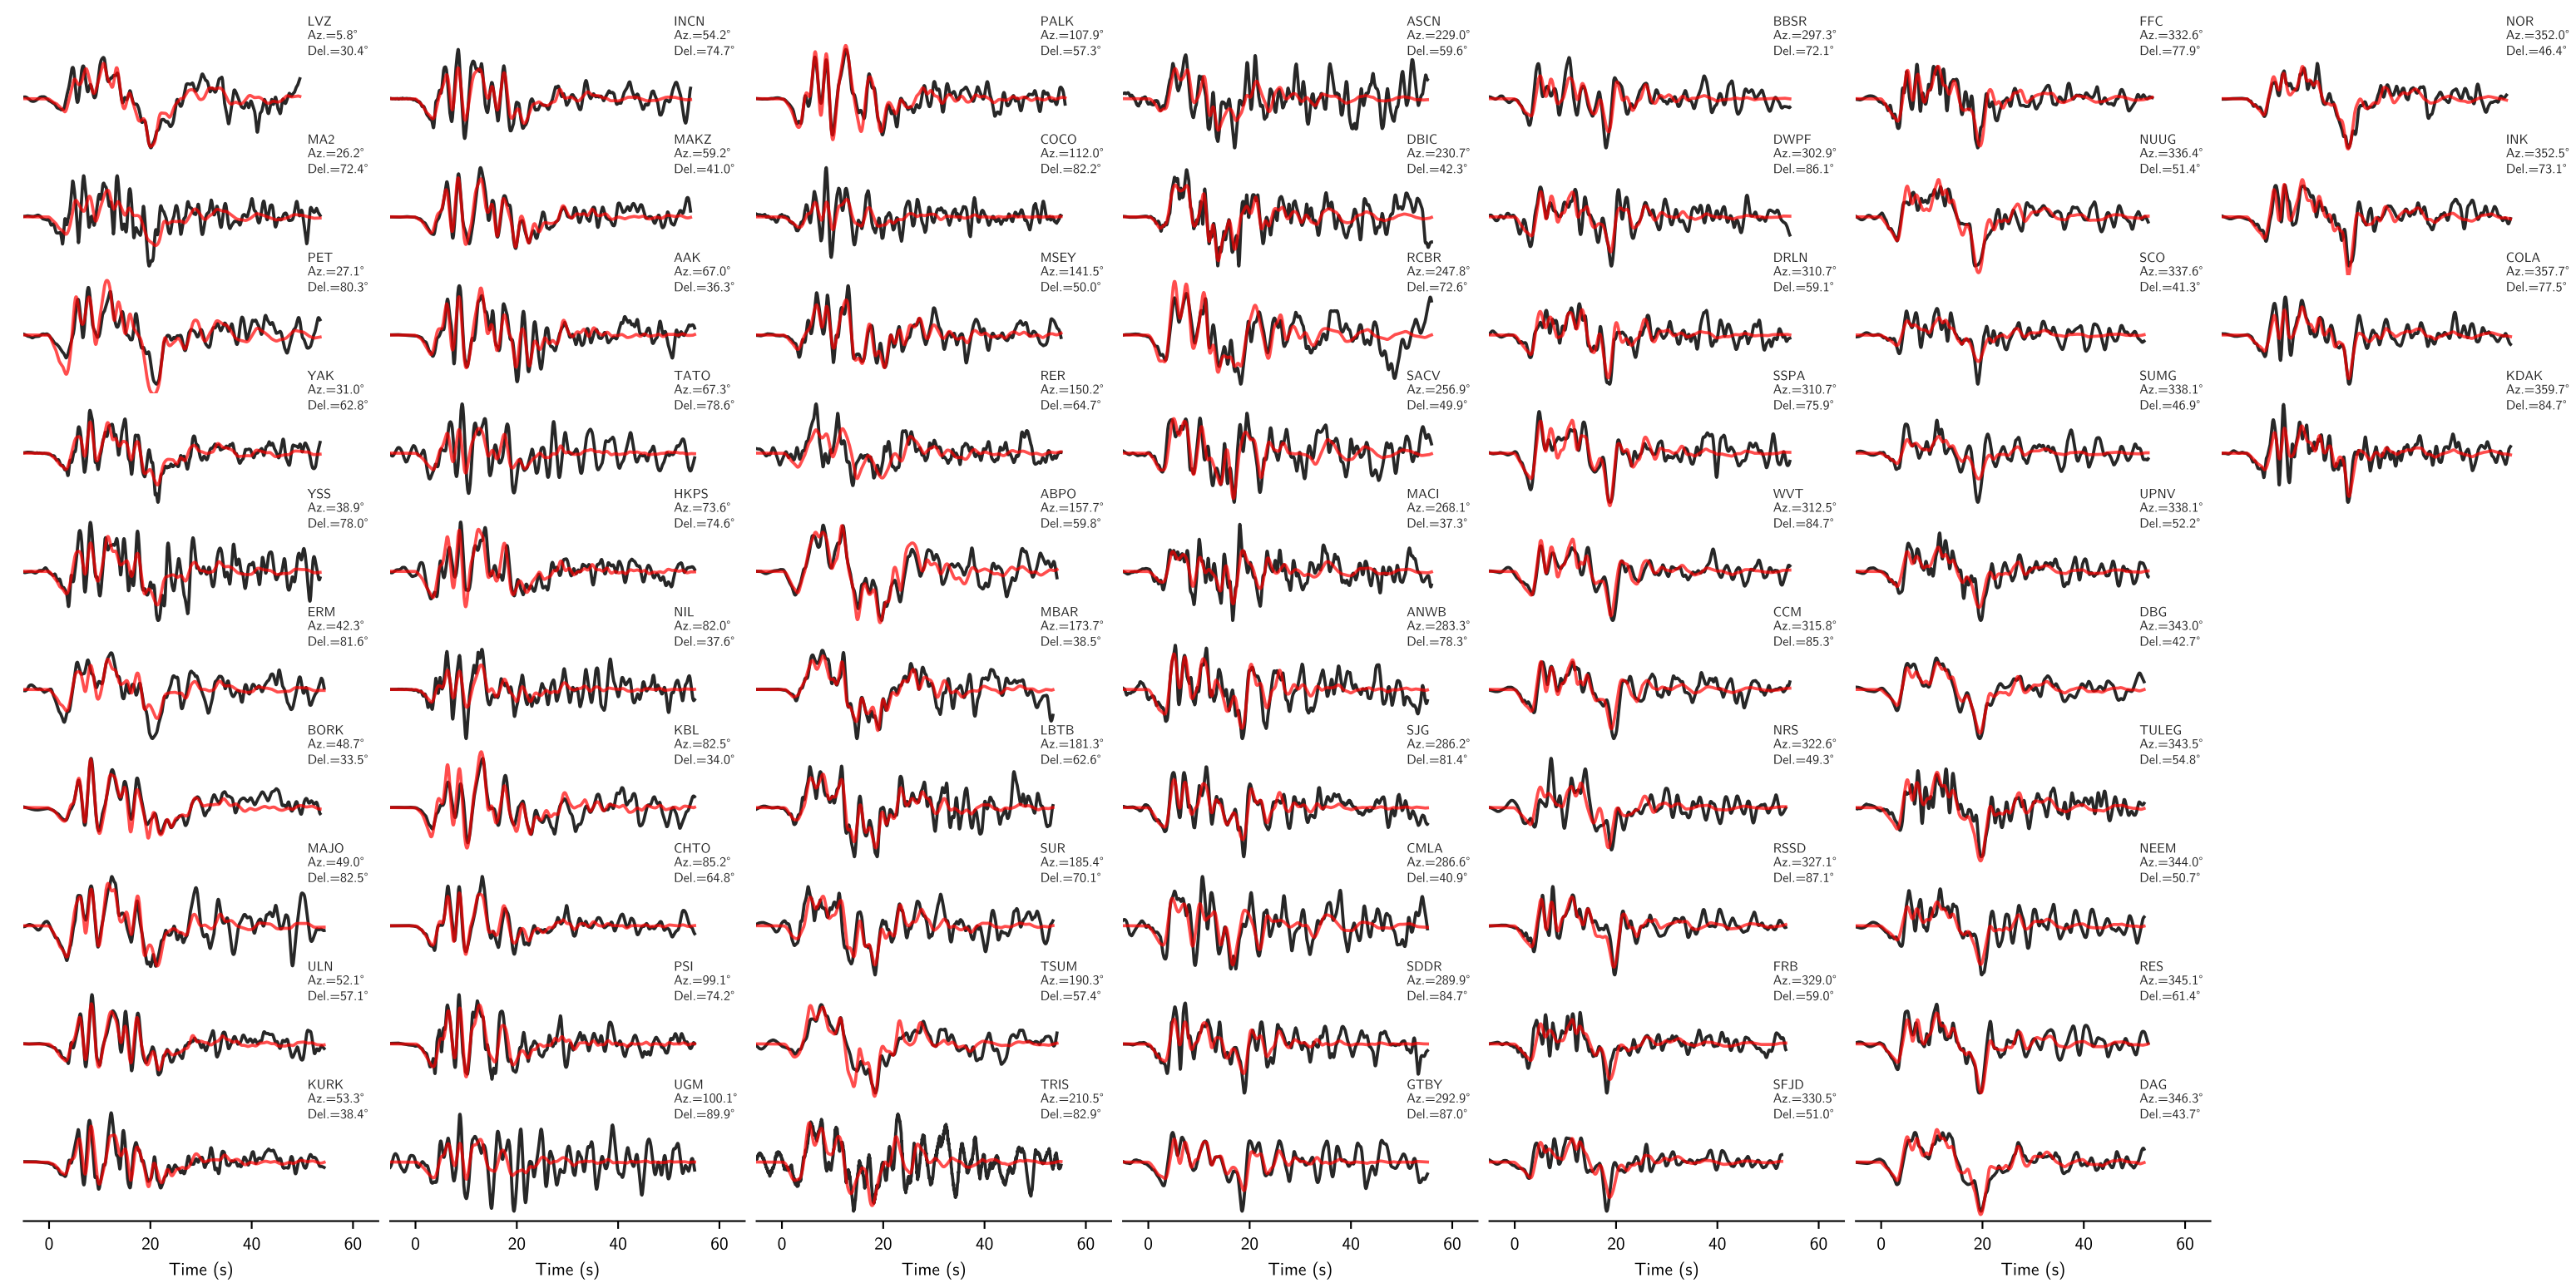 LVZ
Az.=5.8°
Del.=30.4°
MA2
Az.=26.2°
Del.=72.4°
PET
Az.=27.1°
Del.=80.3°
YAK
Az.=31.0°
Del.=62.8°
YSS
Az.=38.9°
Del.=78.0°
ERM
Az.=42.3°
Del.=81.6°
BORK
Az.=48.7°
Del.=33.5°
MAJO
Az.=49.0°
Del.=82.5°
ULN
Az.=52.1°
Del.=57.1°
KURK
Az.=53.3°
Del.=38.4°
0 20 40 60
Time (s)
INCN
Az.=54.2°
Del.=74.7°
MAKZ
Az.=59.2°
Del.=41.0°
AAK
Az.=67.0°
Del.=36.3°
TATO
Az.=67.3°
Del.=78.6°
HKPS
Az.=73.6°
Del.=74.6°
NIL
Az.=82.0°
Del.=37.6°
KBL
Az.=82.5°
Del.=34.0°
CHTO
Az.=85.2°
Del.=64.8°
PSI
Az.=99.1°
Del.=74.2°
UGM
Az.=100.1°
Del.=89.9°
0 20 40 60
Time (s)
PALK
Az.=107.9°
Del.=57.3°
COCO
Az.=112.0°
Del.=82.2°
MSEY
Az.=141.5°
Del.=50.0°
RER
Az.=150.2°
Del.=64.7°
ABPO
Az.=157.7°
Del.=59.8°
MBAR
Az.=173.7°
Del.=38.5°
LBTB
Az.=181.3°
Del.=62.6°
SUR
Az.=185.4°
Del.=70.1°
TSUM
Az.=190.3°
Del.=57.4°
TRIS
Az.=210.5°
Del.=82.9°
0 20 40 60
Time (s)
ASCN
Az.=229.0°
Del.=59.6°
DBIC
Az.=230.7°
Del.=42.3°
RCBR
Az.=247.8°
Del.=72.6°
SACV
Az.=256.9°
Del.=49.9°
MACI
Az.=268.1°
Del.=37.3°
ANWB
Az.=283.3°
Del.=78.3°
SJG
Az.=286.2°
Del.=81.4°
CMLA
Az.=286.6°
Del.=40.9°
SDDR
Az.=289.9°
Del.=84.7°
GTBY
Az.=292.9°
Del.=87.0°
0 20 40 60
Time (s)
BBSR
Az.=297.3°
Del.=72.1°
DWPF
Az.=302.9°
Del.=86.1°
DRLN
Az.=310.7°
Del.=59.1°
SSPA
Az.=310.7°
Del.=75.9°
WVT
Az.=312.5°
Del.=84.7°
CCM
Az.=315.8°
Del.=85.3°
NRS
Az.=322.6°
Del.=49.3°
RSSD
Az.=327.1°
Del.=87.1°
FRB
Az.=329.0°
Del.=59.0°
SFJD
Az.=330.5°
Del.=51.0°
0 20 40 60
Time (s)
FFC
Az.=332.6°
Del.=77.9°
NUUG
Az.=336.4°
Del.=51.4°
SCO
Az.=337.6°
Del.=41.3°
SUMG
Az.=338.1°
Del.=46.9°
UPNV
Az.=338.1°
Del.=52.2°
DBG
Az.=343.0°
Del.=42.7°
TULEG
Az.=343.5°
Del.=54.8°
NEEM
Az.=344.0°
Del.=50.7°
RES
Az.=345.1°
Del.=61.4°
DAG
Az.=346.3°
Del.=43.7°
0 20 40 60
Time (s)
NOR
Az.=352.0°
Del.=46.4°
INK
Az.=352.5°
Del.=73.1°
COLA
Az.=357.7°
Del.=77.5°
KDAK
Az.=359.7°
Del.=84.7°